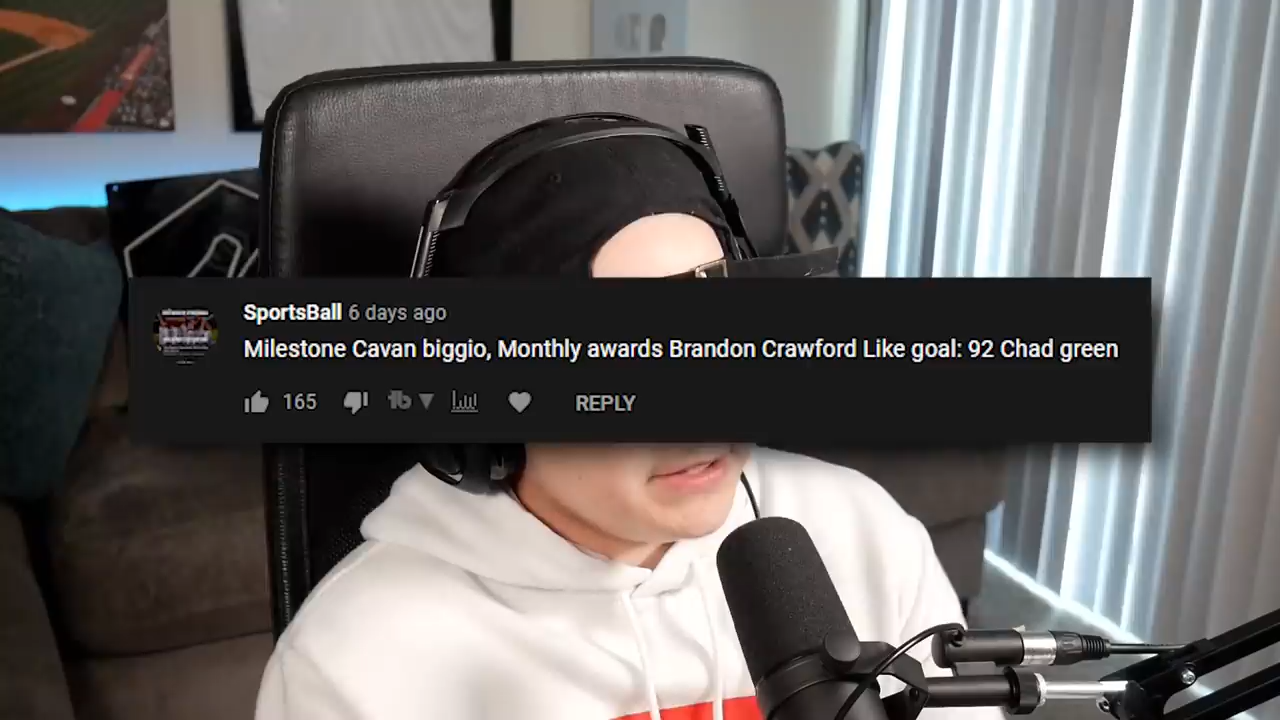 SportsBall 6 days ago
Milestone Cavan biggio, Monthly awards Brandon Crawford Like goal: 92 Chad green
165
REPLY